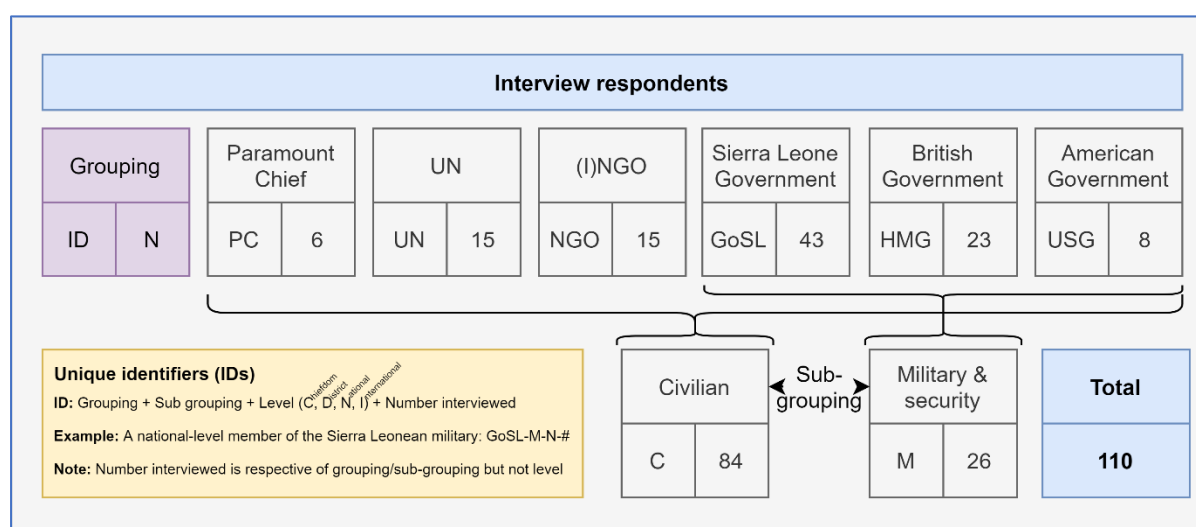 Interview respondents
Grouping
ID N
Paramount
Chief
PC 6
UN
UN 15
(I)NGO
NGO 15
Sierra Leone
Government
GoSL 43
British
Government
HMG 23
American
Government
USG 8
Unique identifiers (IDs)
ID: Grouping + Sub grouping + Level (Chiefdom, District, National, International) + Number interviewed
Example: A national-level member of the Sierra Leonean military: GoSL-M-N-#
Note: Number interviewed is respective of grouping/sub-grouping but not level
Civilian
C 84
Sub-
grouping
Military &
security
M 26
Total
110